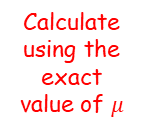 Calculate
using the
exact
value of μ